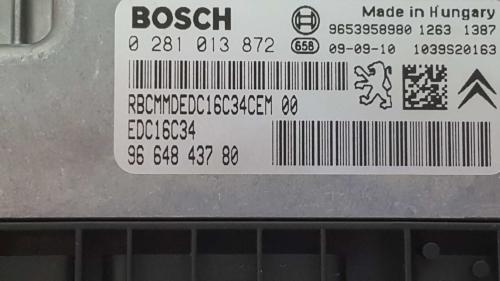 BOSCH
Made in Hungary
9653958980 1263 1387
0 281 013 872
658
09-09-10 1039S20163
RBCMMDEDC16C34CEM 00
EDC16C34
96 648 437 80